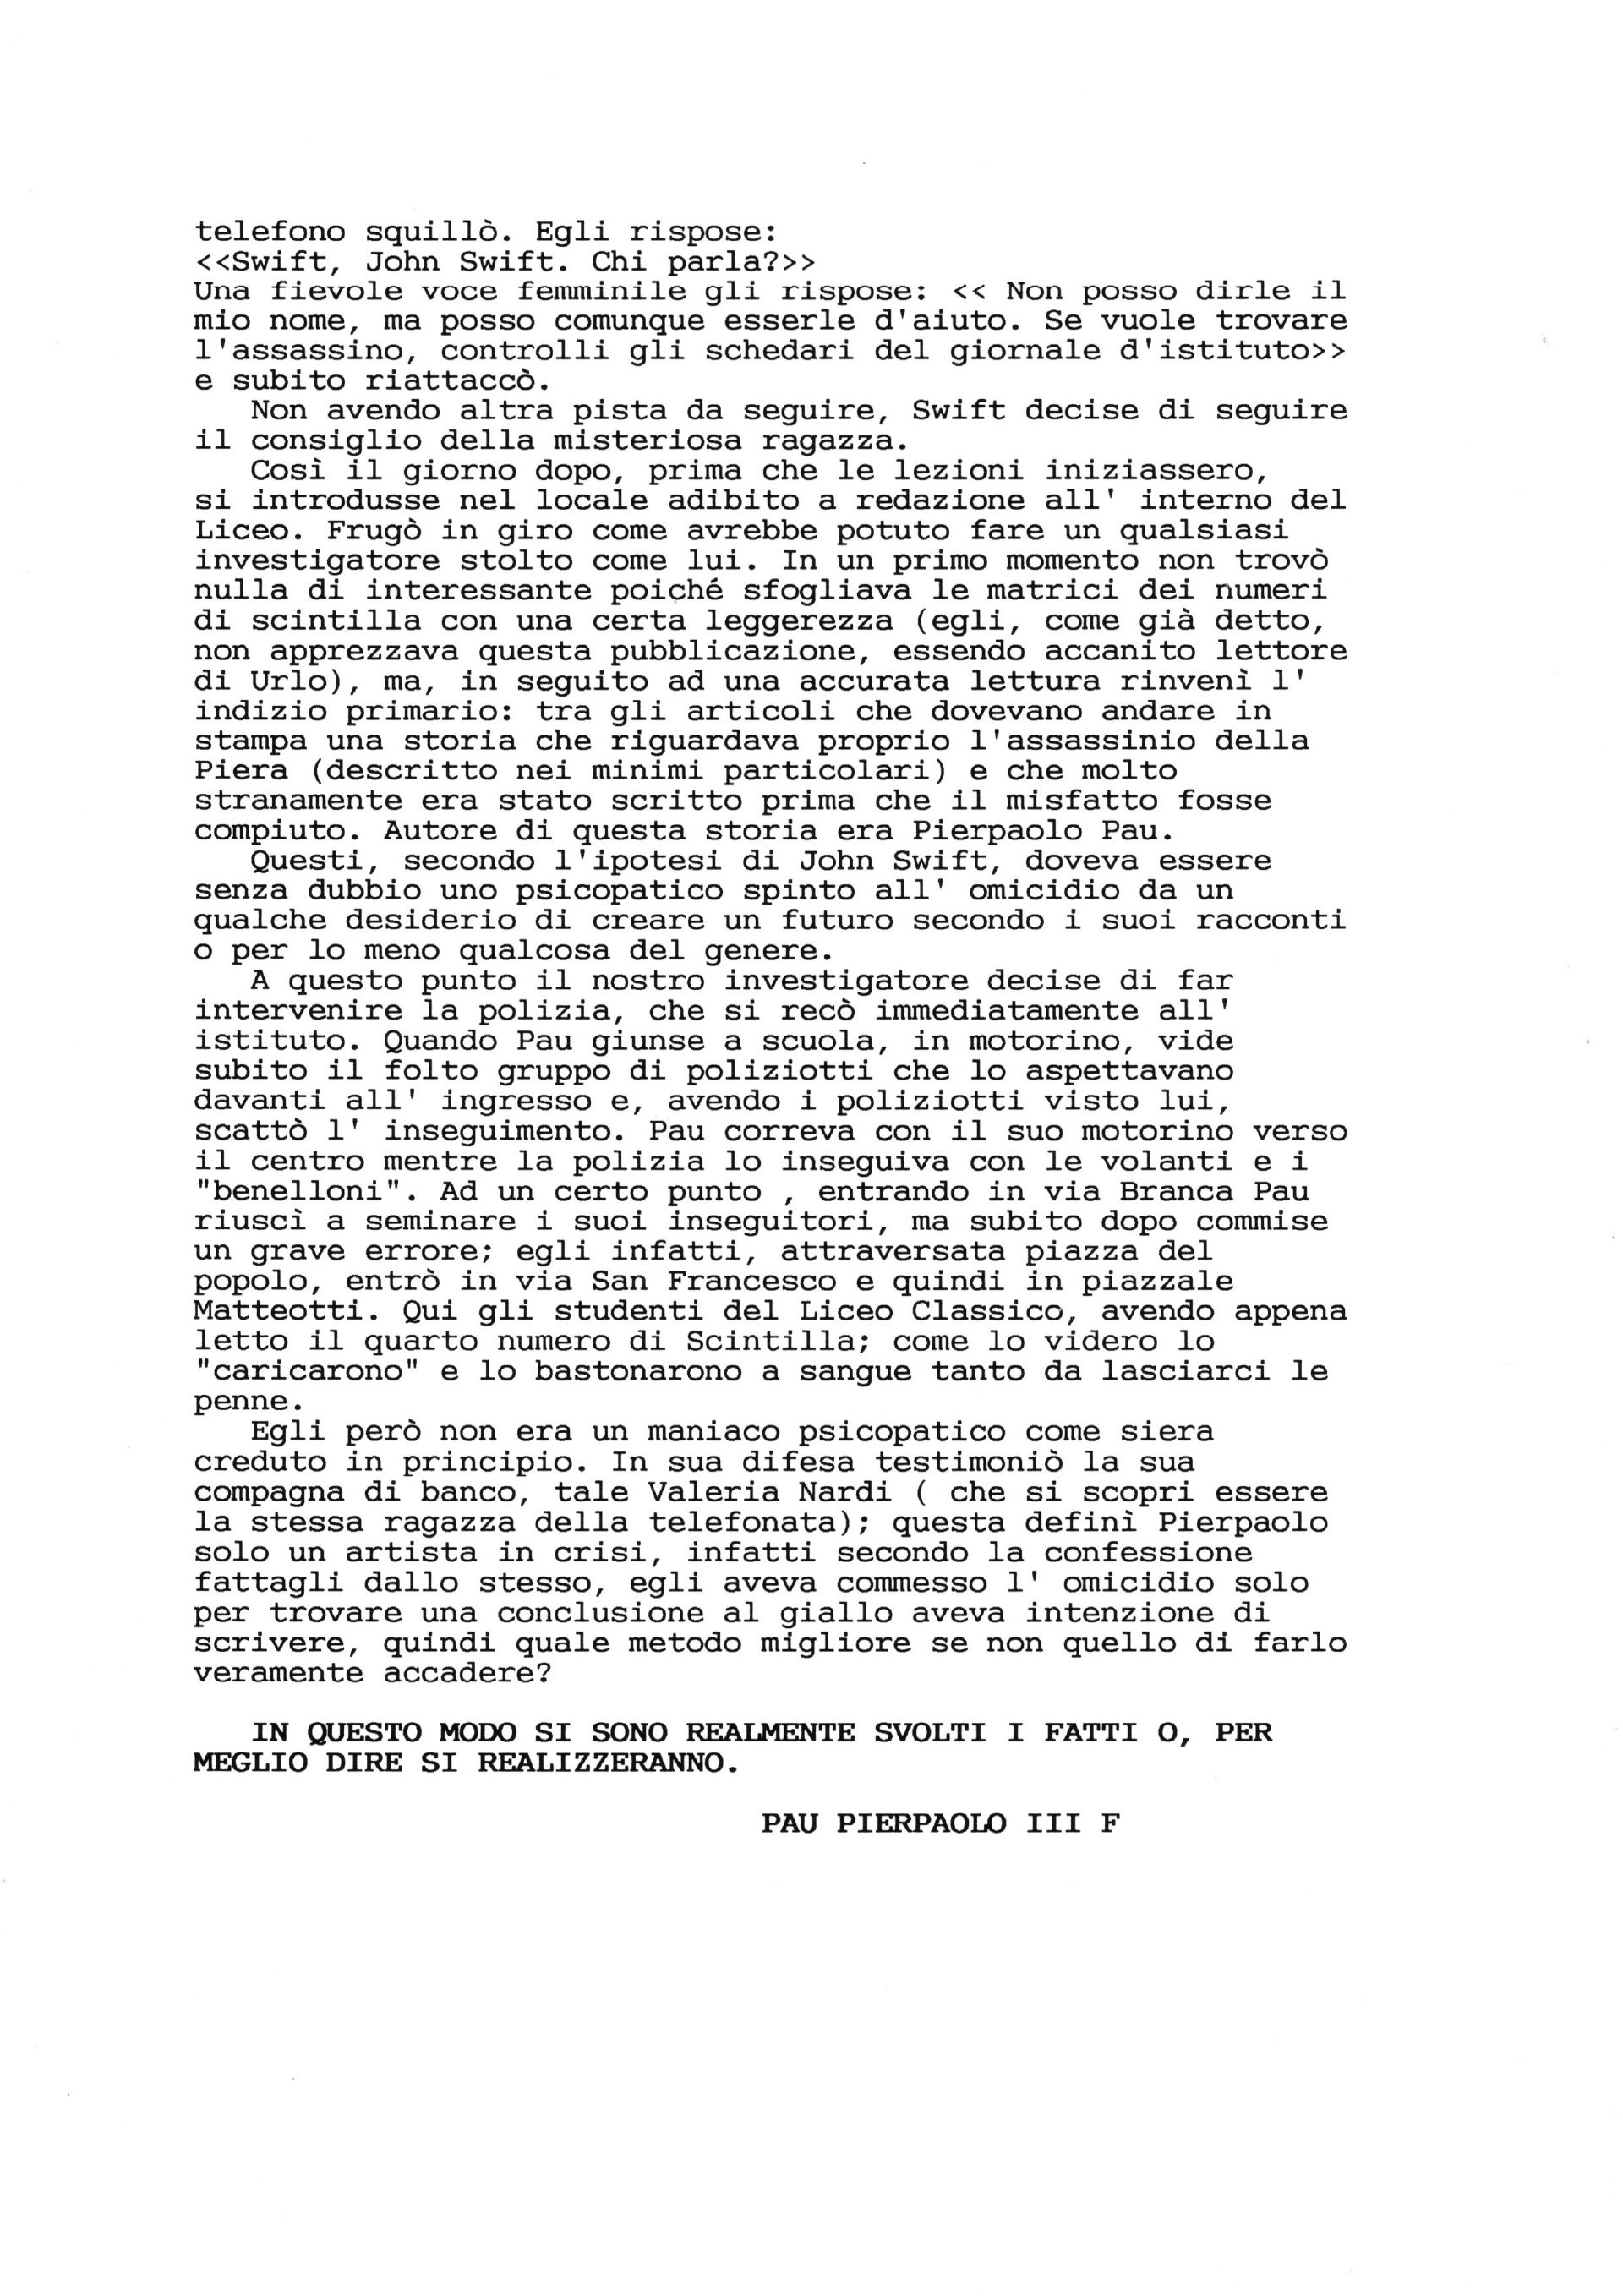 telefono squillò. Egli rispose:
<<Swift, John Swift. Chi parla?>>
Una fievole voce femminile gli rispose: << Non posso dirle il
mio nome, ma posso comunque esserle d'aiuto. Se vuole trovare
l'assassino, controlli gli schedari del giornale d'istituto>>
e subito riattaccò.
Non avendo altra pista da seguire, Swift decise di seguire
il consiglio della misteriosa ragazza.
Così il giorno dopo, prima che le lezioni iniziassero,
si introdusse nel locale adibito a redazione all' interno del
Liceo. Frugò in giro come avrebbe potuto fare un qualsiasi
investigatore stolto come lui. In un primo momento non trovò
nulla di interessante poiché sfogliava le matrici dei numeri
di scintilla con una certa leggerezza (egli, come già detto,
non apprezzava questa pubblicazione, essendo accanito lettore
di Urlo), ma, in seguito ad una accurata lettura rinvenì l'
indizio primario: tra gli articoli che dovevano andare in
stampa una storia che riguardava proprio l'assassinio della
Piera (descritto nei minimi particolari) e che molto
stranamente era stato scritto prima che il misfatto fosse
compiuto. Autore di questa storia era Pierpaolo Pau.
Questi, secondo l'ipotesi di John Swift, doveva essere
senza dubbio uno psicopatico spinto all' omicidio da un
qualche desiderio di creare un futuro secondo i suoi racconti
o per lo meno qualcosa del genere.
A questo punto il nostro investigatore decise di far
intervenire la polizia, che si recò immediatamente all'
istituto. Quando Pau giunse a scuola, in motorino, vide
subito il folto gruppo di poliziotti che lo aspettavano
davanti all' ingresso e, avendo i poliziotti visto lui,
scattò l' inseguimento. Pau correva con il suo motorino verso
il centro mentre la polizia lo inseguiva con le volanti e i
"benelloni". Ad un certo punto , entrando in via Branca Pau
riuscì a seminare i suoi inseguitori, ma subito dopo commise
un grave errore; egli infatti, attraversata piazza del
popolo, entrò in via San Francesco e quindi in piazzale
Matteotti. Qui gli studenti del Liceo Classico, avendo appena
letto il quarto numero di Scintilla; come lo videro lo
"caricarono" e lo bastonarono a sangue tanto da lasciarci le
penne.
Egli però non era un maniaco psicopatico come siera
creduto in principio. In sua difesa testimoniò la sua
compagna di banco, tale Valeria Nardi ( che si scopri essere
la stessa ragazza della telefonata); questa definì Pierpaolo
solo un artista in crisi, infatti secondo la confessione
fattagli dallo stesso, egli aveva commesso l' omicidio solo
per trovare una conclusione al giallo aveva intenzione di
scrivere, quindi quale metodo migliore se non quello di farlo
veramente accadere?
IN QUESTO MODO SI SONO REALMENTE SVOLTI I FATTI O, PER
MEGLIO DIRE SI REALIZZERANNO.
PAU PIERPAOLO III F